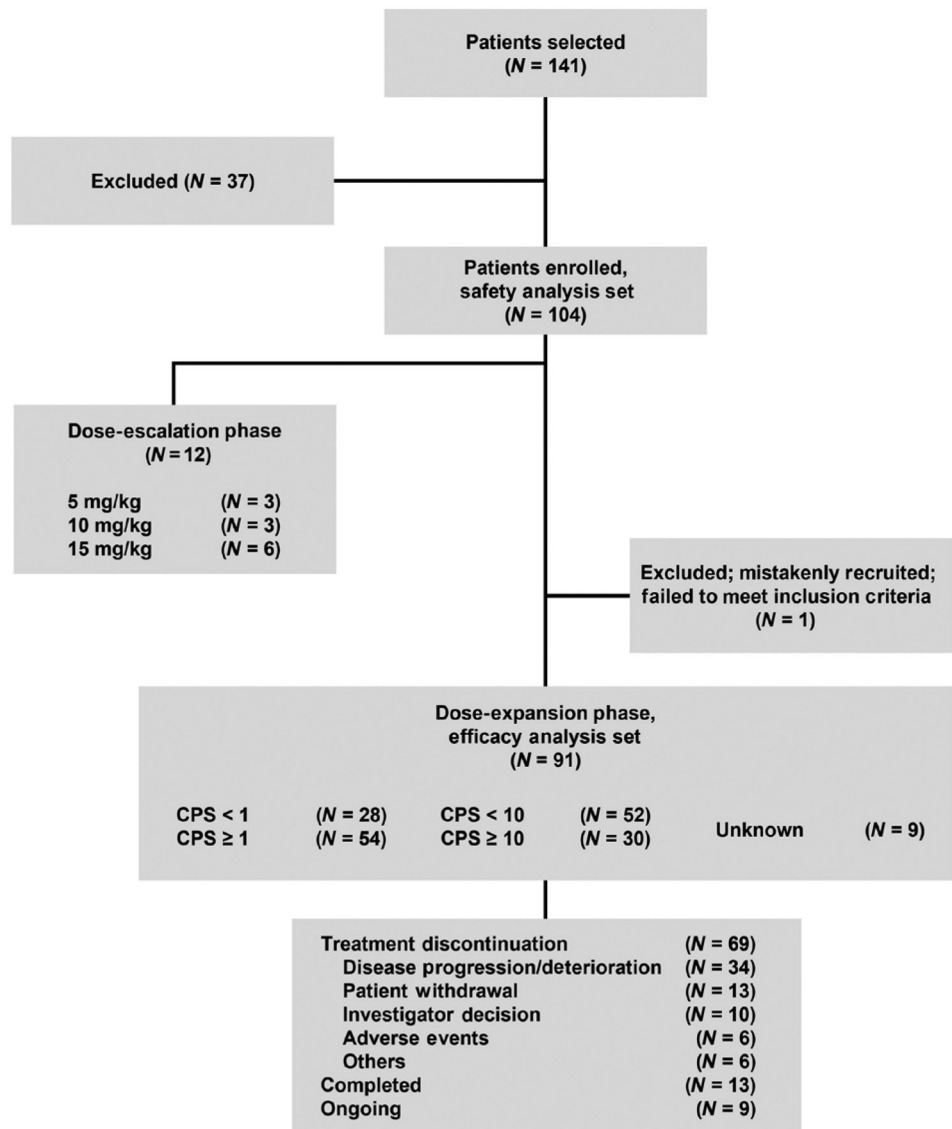 Patients selected
(N = 141)
Excluded (N = 37)
Patients enrolled,
safety analysis set
(N = 104)
Dose-escalation phase
(N = 12)
5 mg/kg (N = 3)
10 mg/kg (N = 3)
15 mg/kg (N = 6)
Excluded; mistakenly recruited;
failed to meet inclusion criteria
(N = 1)
Dose-expansion phase,
efficacy analysis set
(N = 91)
CPS < 1 (N = 28) CPS < 10 (N = 52)
CPS ≥ 1 (N = 54) CPS ≥ 10 (N = 30)
Unknown (N = 9)
Treatment discontinuation (N = 69)
Disease progression/deterioration (N = 34)
Patient withdrawal (N = 13)
Investigator decision (N = 10)
Adverse events (N = 6)
Others (N = 6)
Completed (N = 13)
Ongoing (N = 9)